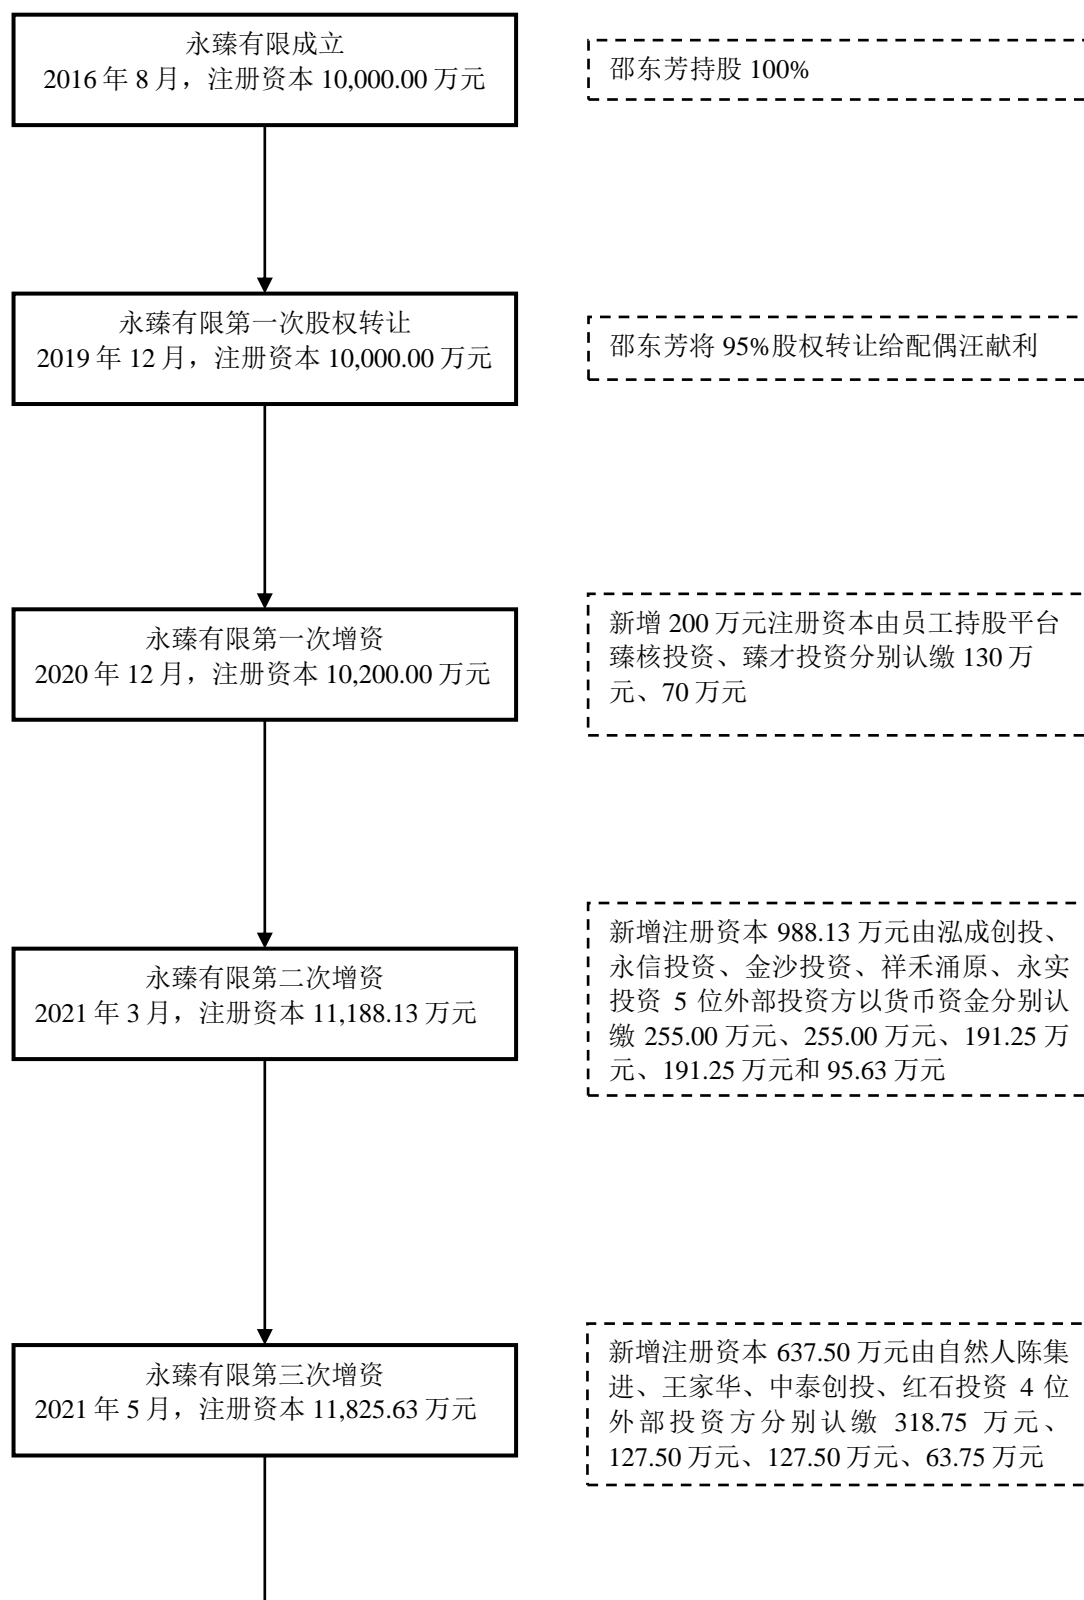 永臻有限成立
2016 年 8 月，注册资本 10,000.00 万元
邵东芳持股 100%
永臻有限第一次股权转让
2019 年 12 月，注册资本 10,000.00 万元
邵东芳将 95%股权转让给配偶汪献利
永臻有限第一次增资
2020 年 12 月，注册资本 10,200.00 万元
新增 200 万元注册资本由员工持股平台
臻核投资、臻才投资分别认缴 130 万
元、70 万元
永臻有限第二次增资
2021 年 3 月，注册资本 11,188.13 万元
新增注册资本 988.13 万元由泓成创投、
永信投资、金沙投资、祥禾涌原、永实
投资 5 位外部投资方以货币资金分别认
缴 255.00 万元、255.00 万元、191.25 万
元、191.25 万元和 95.63 万元
永臻有限第三次增资
2021 年 5 月，注册资本 11,825.63 万元
新增注册资本 637.50 万元由自然人陈集
进、王家华、中泰创投、红石投资 4 位
外部投资方分别认缴 318.75 万元、
127.50 万元、127.50 万元、63.75 万元